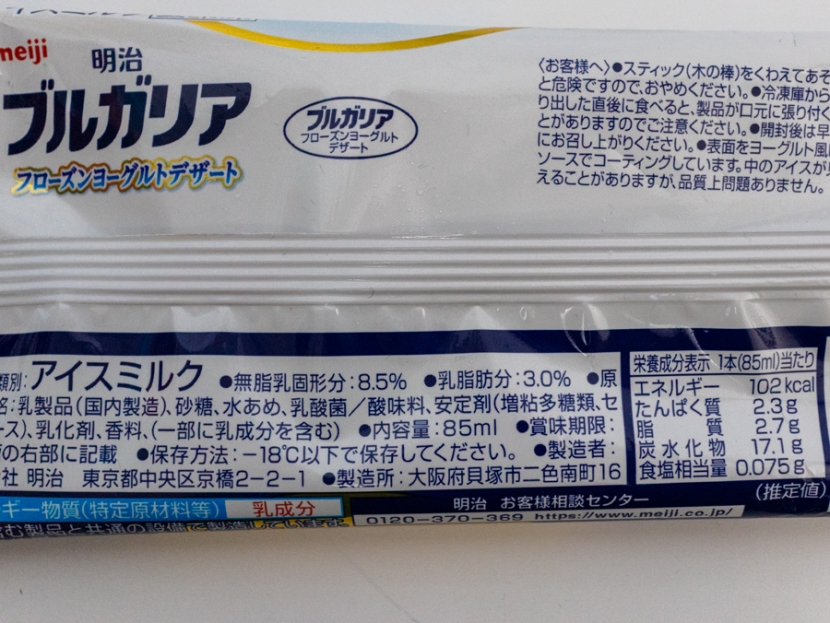 meiji
明治
ブルガリア
フローズンヨーグルトデザート
ブルガリア
フローズンヨーグルト
デザート
〈お客様へ〉●スティック(木の棒)をくわえてあそ
と危険ですので、おやめください。●冷凍庫から
り出した直後に食べると、製品が口元に張り付く
とがありますのでご注意ください。●開封後は早
にお召し上がりください。●表面をヨーグルト風
ソースでコーティングしています。中のアイスが
えることがありますが、品質上問題ありません。
類別:アイスミルク ●無脂乳固形分:8.5% ●乳脂肪分:3.0% ●原
名:乳製品(国内製造)、砂糖、水あめ、乳酸菌/酸味料、安定剤(増粘多糖類、セ
ース)、乳化剤、香料、(一部に乳成分を含む) ●内容量:85ml ●賞味期限:
の右部に記載 ●保存方法:-18℃以下で保存してください。 ●製造者:
社 明治 東京都中央区京橋2-2-1 ●製造所:大阪府貝塚市二色南町16
栄養成分表示 1本(85ml)当たり
エネルギー 102kcal
たんぱく質 2.3g
脂質 2.7g
炭水化物 17.1g
食塩相当量 0.075g
(推定値)
ギー物質(特定原材料等) 乳成分
む製品と共通の設備で製造しています
明治 お客様相談センター
0120-370-369 https://www.meiji.co.jp/